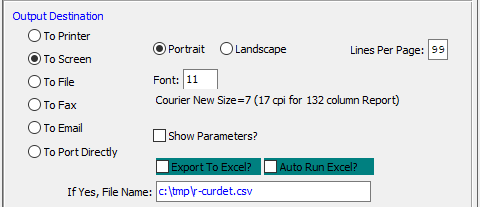 Output Destination
To Printer
To Screen
To File
To Fax
To Email
To Port Directly
Portrait Landscape Lines Per Page: 99
Font: 11
Courier New Size=7 (17 cpi for 132 column Report)
Show Parameters?
Export To Excel? Auto Run Excel?
If Yes, File Name: c:\tmp\r-curdet.csv